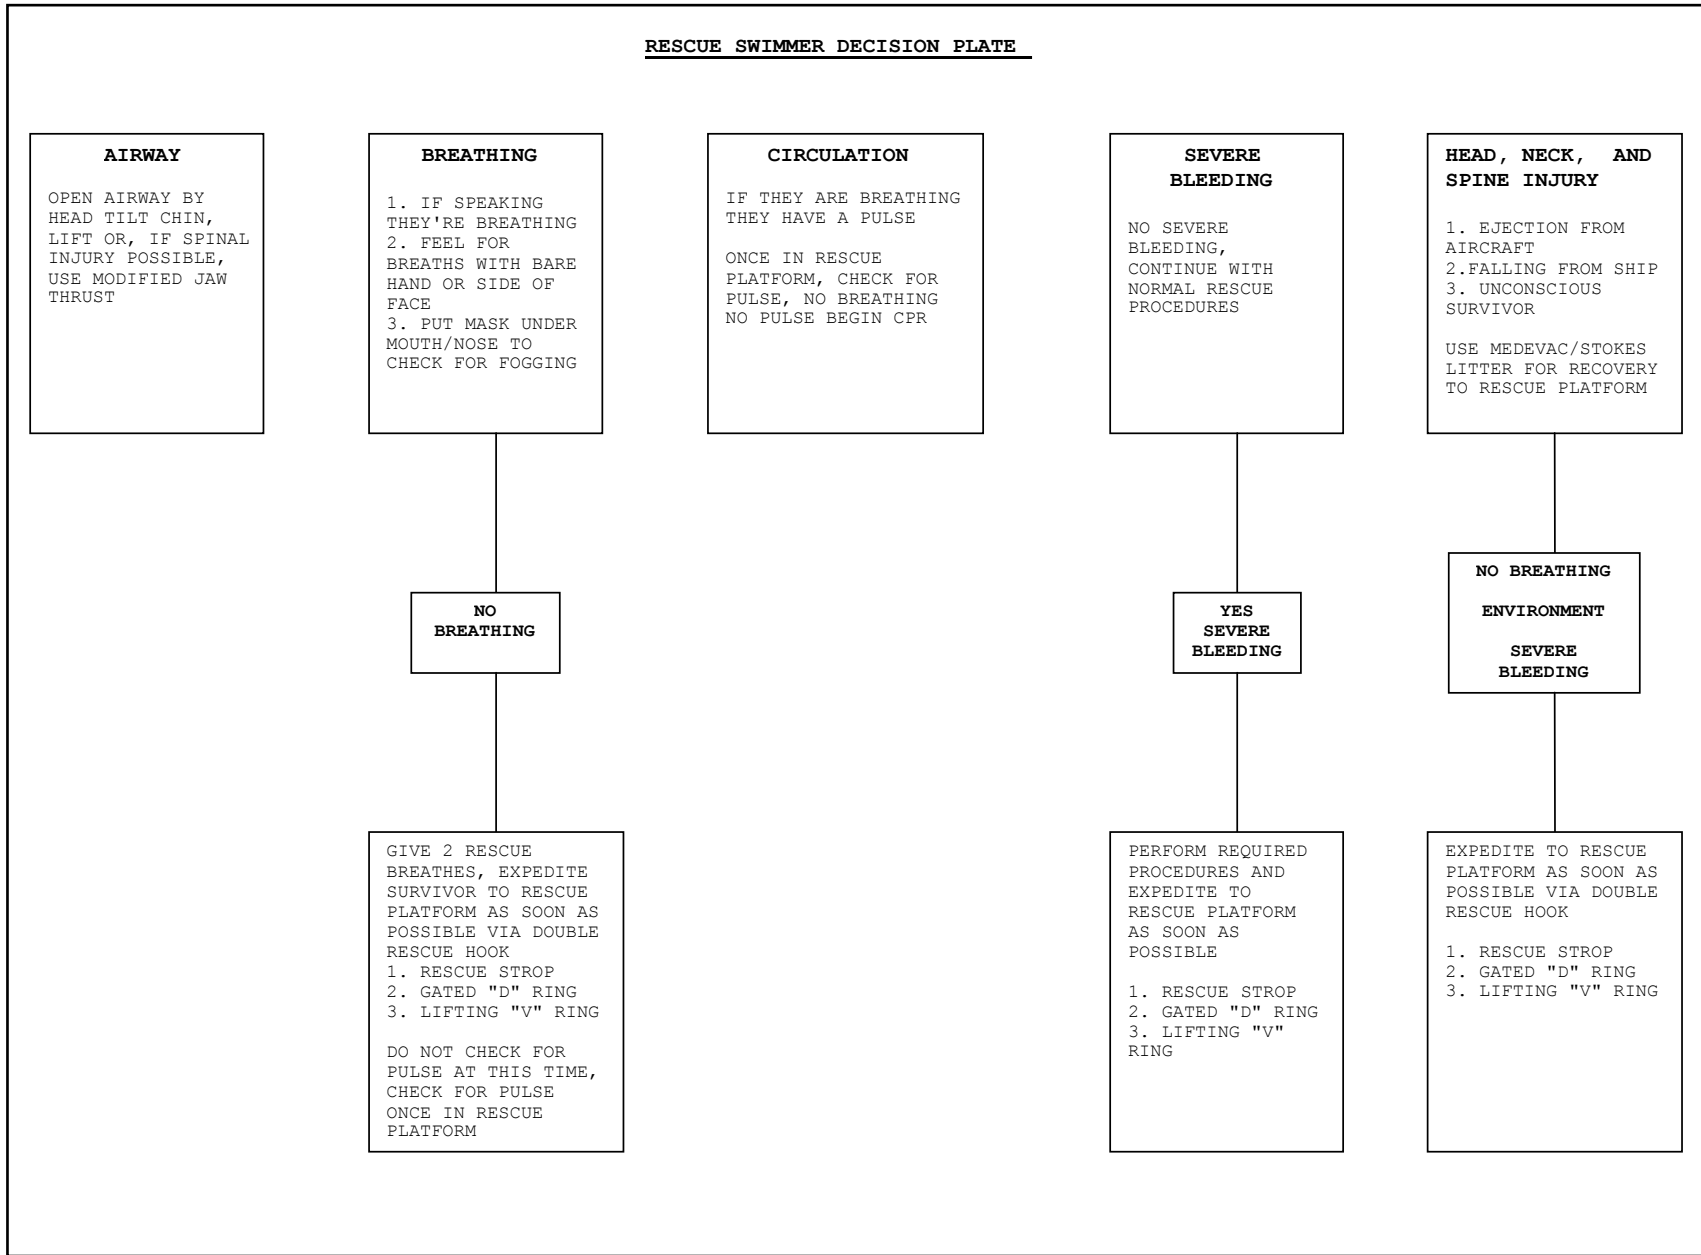 RESCUE SWIMMER DECISION PLATE
AIRWAY
OPEN AIRWAY BY
HEAD TILT CHIN,
LIFT OR, IF SPINAL
INJURY POSSIBLE,
USE MODIFIED JAW
THRUST
BREATHING
1. IF SPEAKING
THEY'RE BREATHING
2. FEEL FOR
BREATHS WITH BARE
HAND OR SIDE OF
FACE
3. PUT MASK UNDER
MOUTH/NOSE TO
CHECK FOR FOGGING
CIRCULATION
IF THEY ARE BREATHING
THEY HAVE A PULSE
ONCE IN RESCUE
PLATFORM, CHECK FOR
PULSE, NO BREATHING
NO PULSE BEGIN CPR
SEVERE
BLEEDING
NO SEVERE
BLEEDING,
CONTINUE WITH
NORMAL RESCUE
PROCEDURES
HEAD, NECK, AND
SPINE INJURY
1. EJECTION FROM
AIRCRAFT
2.FALLING FROM SHIP
3. UNCONSCIOUS
SURVIVOR
USE MEDEVAC/STOKES
LITTER FOR RECOVERY
TO RESCUE PLATFORM
NO
BREATHING
YES
SEVERE
BLEEDING
NO BREATHING
ENVIRONMENT
SEVERE
BLEEDING
GIVE 2 RESCUE
BREATHES, EXPEDITE
SURVIVOR TO RESCUE
PLATFORM AS SOON AS
POSSIBLE VIA DOUBLE
RESCUE HOOK
1. RESCUE STROP
2. GATED "D" RING
3. LIFTING "V" RING
DO NOT CHECK FOR
PULSE AT THIS TIME,
CHECK FOR PULSE
ONCE IN RESCUE
PLATFORM
PERFORM REQUIRED
PROCEDURES AND
EXPEDITE TO
RESCUE PLATFORM
AS SOON AS
POSSIBLE
1. RESCUE STROP
2. GATED "D" RING
3. LIFTING "V"
RING
EXPEDITE TO RESCUE
PLATFORM AS SOON AS
POSSIBLE VIA DOUBLE
RESCUE HOOK
1. RESCUE STROP
2. GATED "D" RING
3. LIFTING "V" RING